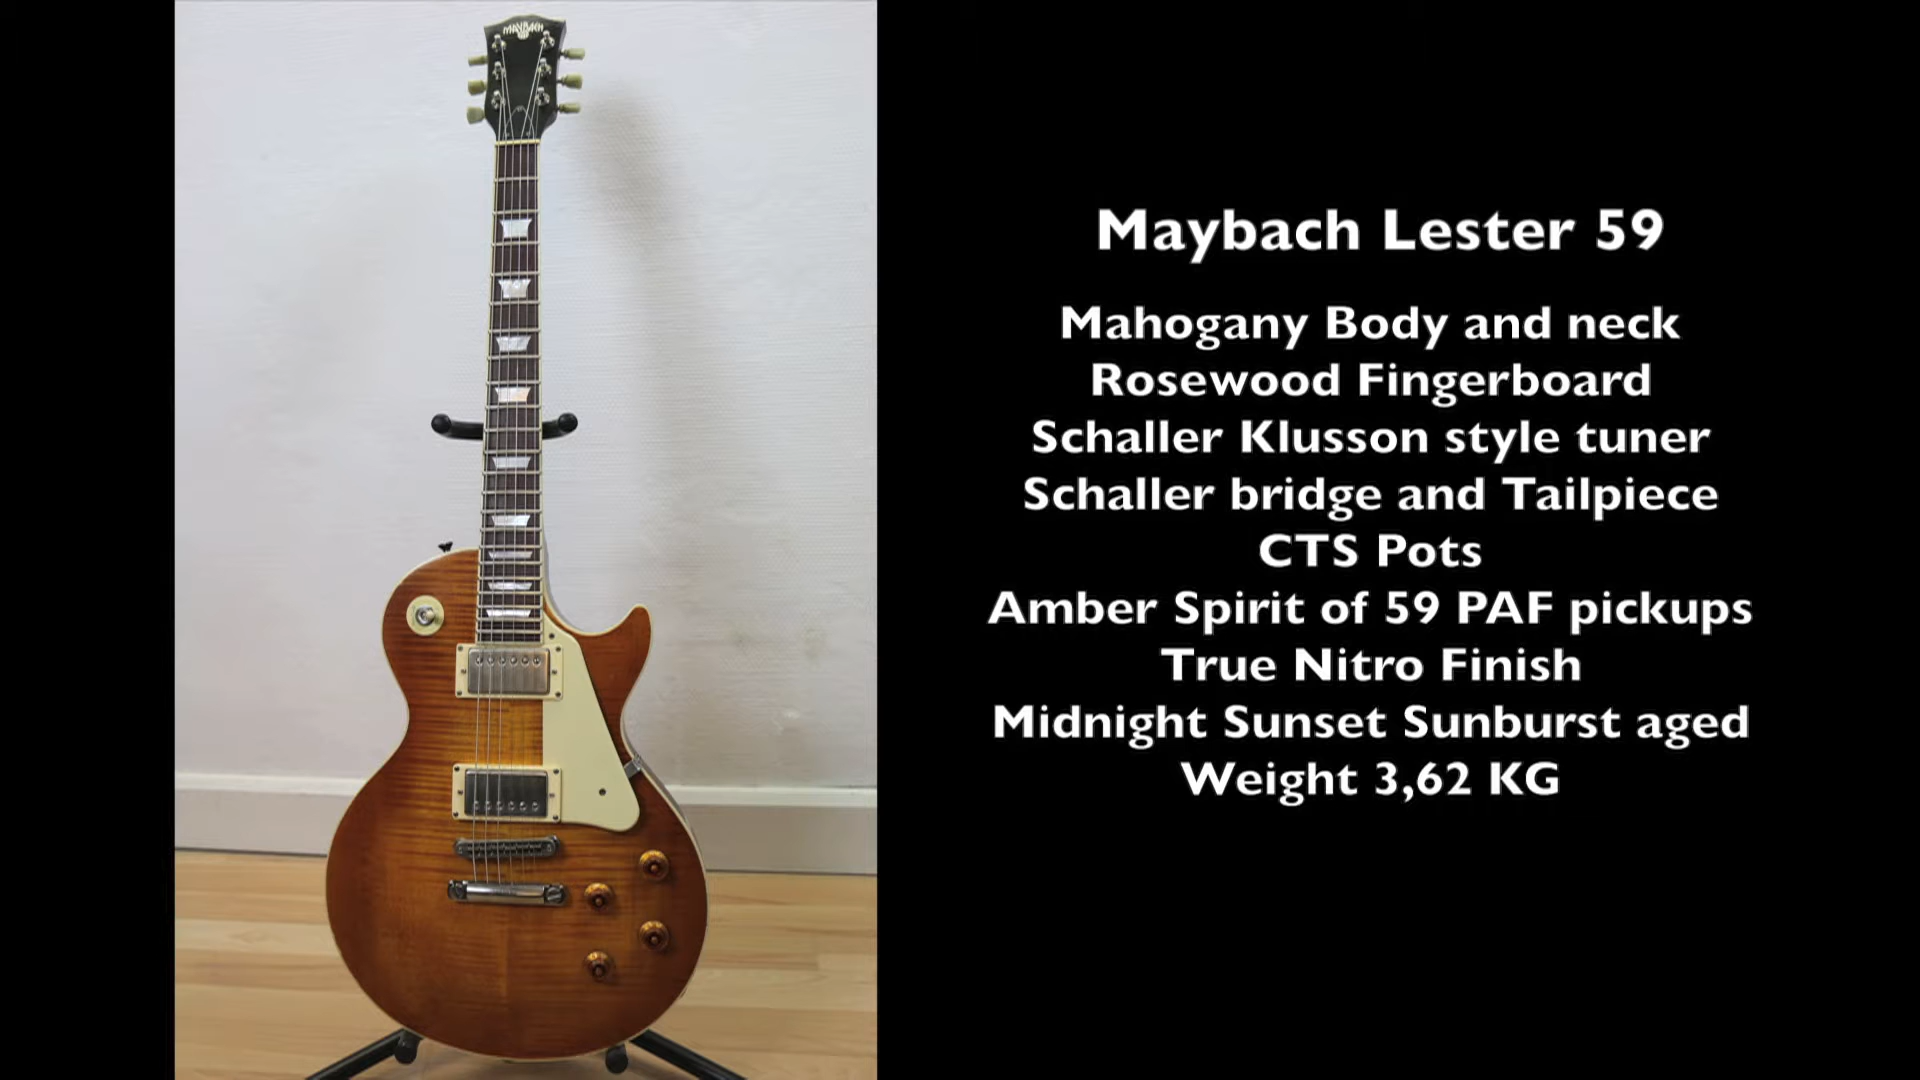 MAYBACH
Maybach Lester 59
Mahogany Body and neck
Rosewood Fingerboard
Schaller Klusson style tuner
Schaller bridge and Tailpiece
CTS Pots
Amber Spirit of 59 PAF pickups
True Nitro Finish
Midnight Sunset Sunburst aged
Weight 3,62 KG